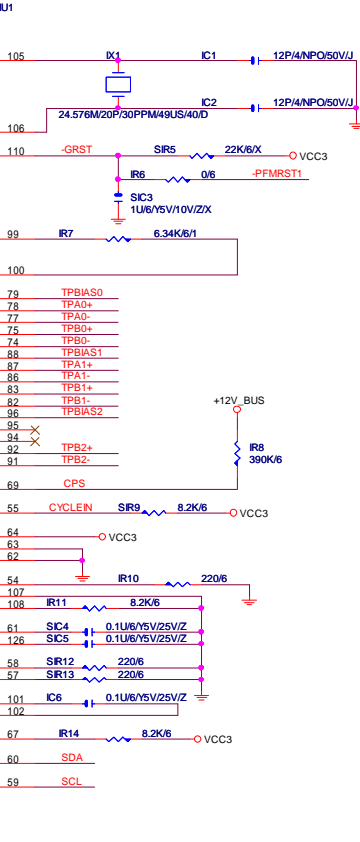 IU1
105 IX1 IC1 12P/4/NPO/50V/J
IC2 12P/4/NPO/50V/J
24.576M/20P/30PPM/49US/40/D
106
110 -GRST SIR5 22K/6/X VCC3
IR6 0/6 -PFMRST1
SIC3
1U/6/Y5V/10V/Z/X
99 IR7 6.34K/6/1
100
79 TPBIAS0
78 TPA0+
77 TPA0-
75 TPB0+
74 TPB0-
88 TPBIAS1
87 TPA1+
86 TPA1-
83 TPB1+
82 TPB1-
96 TPBIAS2
+12V_BUS
95
94
92 TPB2+
91 TPB2-
IR8
390K/6
69 CPS
55 CYCLEIN SIR9 8.2K/6 VCC3
64 VCC3
63
62
54 IR10 220/6
107
108 IR11 8.2K/6
61 SIC4 0.1U/6/Y5V/25V/Z
126 SIC5 0.1U/6/Y5V/25V/Z
58 SIR12 220/6
57 SIR13 220/6
101 IC6 0.1U/6/Y5V/25V/Z
102
67 IR14 8.2K/6 VCC3
60 SDA
59 SCL